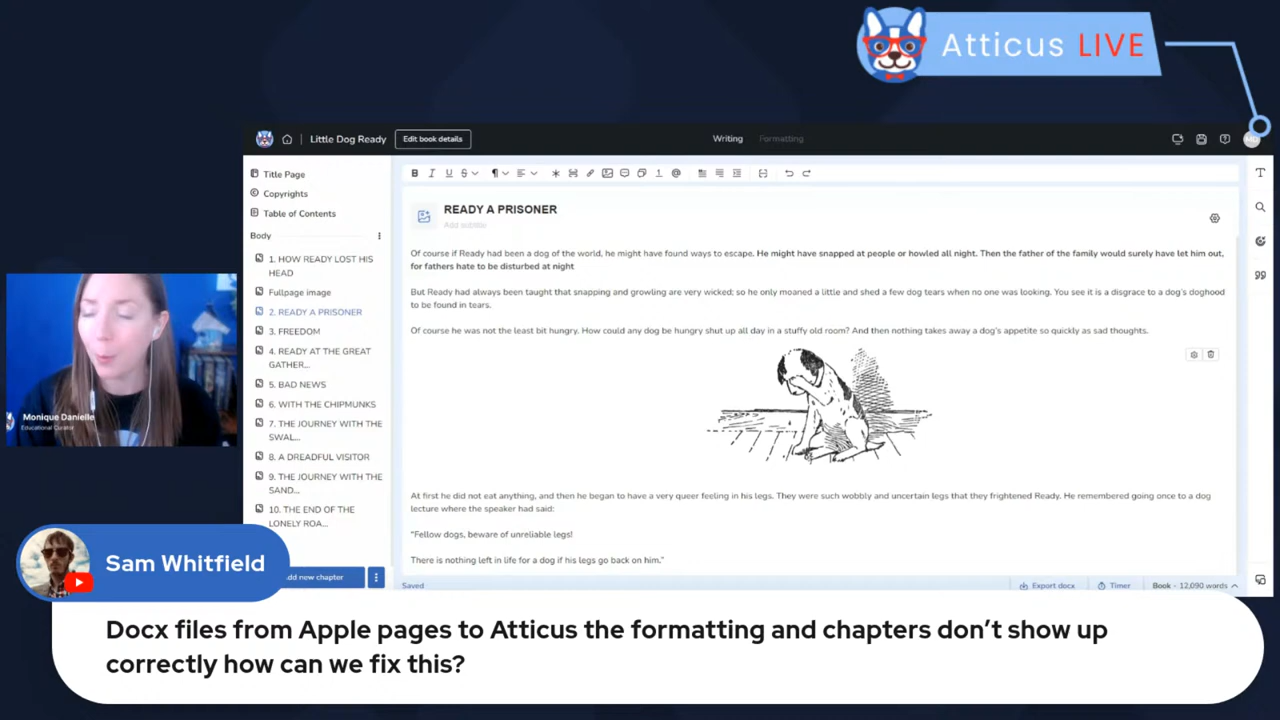 Atticus LIVE
Little Dog Ready
Edit book details
Writing
Formatting
Title Page
Copyrights
Table of Contents
Body
1. HOW READY LOST HIS
HEAD
Fullpage image
2. READY A PRISONER
3. FREEDOM
4. READY AT THE GREAT
GATHER...
5. BAD NEWS
6. WITH THE CHIPMUNKS
7. THE JOURNEY WITH THE
SWAL...
8. A DREADFUL VISITOR
9. THE JOURNEY WITH THE
SAND...
10. THE END OF THE
LONELY ROA...
dd new chapter
READY A PRISONER
Add subtitle
Of course if Ready had been a dog of the world, he might have found ways to escape. He might have snapped at people or howled all night. Then the father of the family would surely have let him out,
for fathers hate to be disturbed at night
But Ready had always been taught that snapping and growling are very wicked; so he only moaned a little and shed a few dog tears when no one was looking. You see it is a disgrace to a dog's doghood
to be found in tears.
Of course he was not the least bit hungry. How could any dog be hungry shut up all day in a stuffy old room? And then nothing takes away a dog's appetite so quickly as sad thoughts.
At first he did not eat anything, and then he began to have a very queer feeling in his legs. They were such wobbly and uncertain legs that they frightened Ready. He remembered going once to a dog
lecture where the speaker had said:
“Fellow dogs, beware of unreliable legs!
There is nothing left in life for a dog if his legs go back on him.”
Saved
Export docx
Timer
Book - 12,090 words
Monique Danielle
Educational Curator
Sam Whitfield
Docx files from Apple pages to Atticus the formatting and chapters don’t show up
correctly how can we fix this?